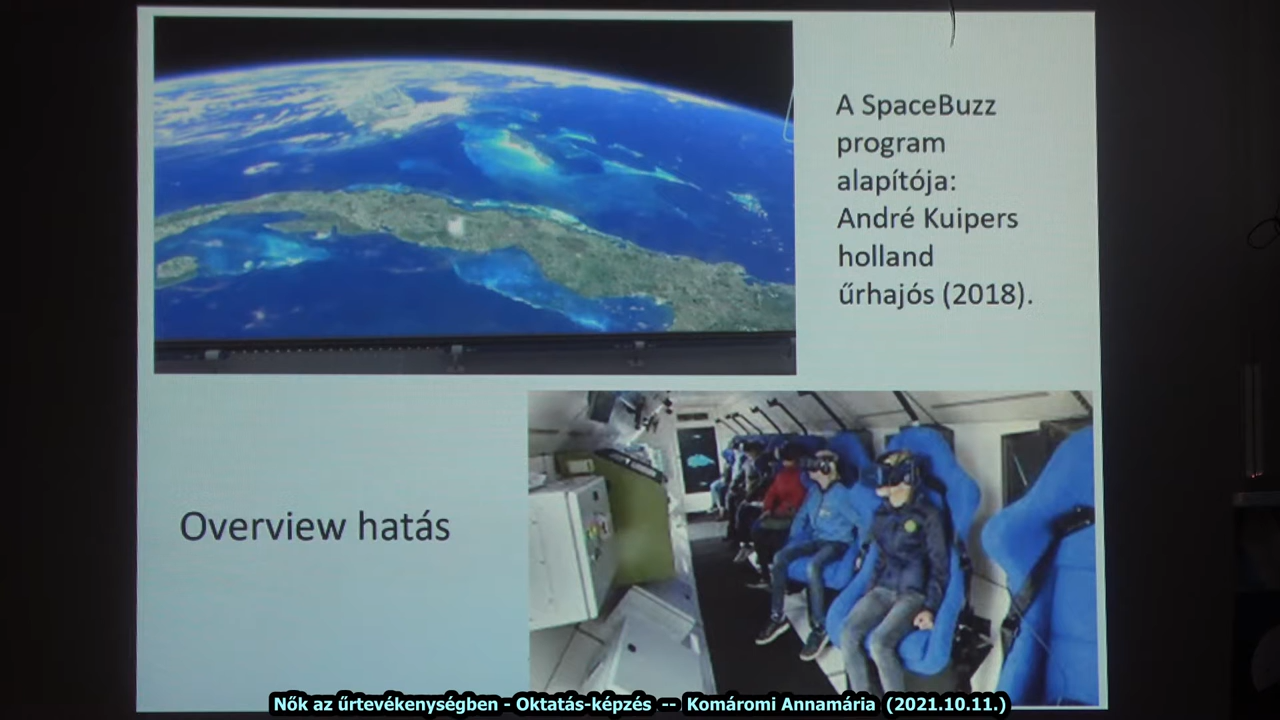 A SpaceBuzz
program
alapítója:
André Kuipers
holland
űrhajós (2018).
Overview hatás
Nők az űrtevékenységben - Oktatás-képzés -- Komáromi Annamária (2021.10.11.)